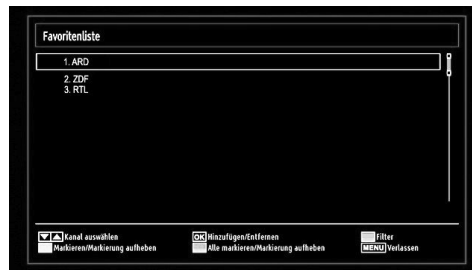 Favoritenliste
1. ARD
2. ZDF
3. RTL
Kanal auswählen OK Hinzufügen/Entfernen Filter
Markieren/Markierung aufheben Alle markieren/Markierung aufheben MENU Verlassen